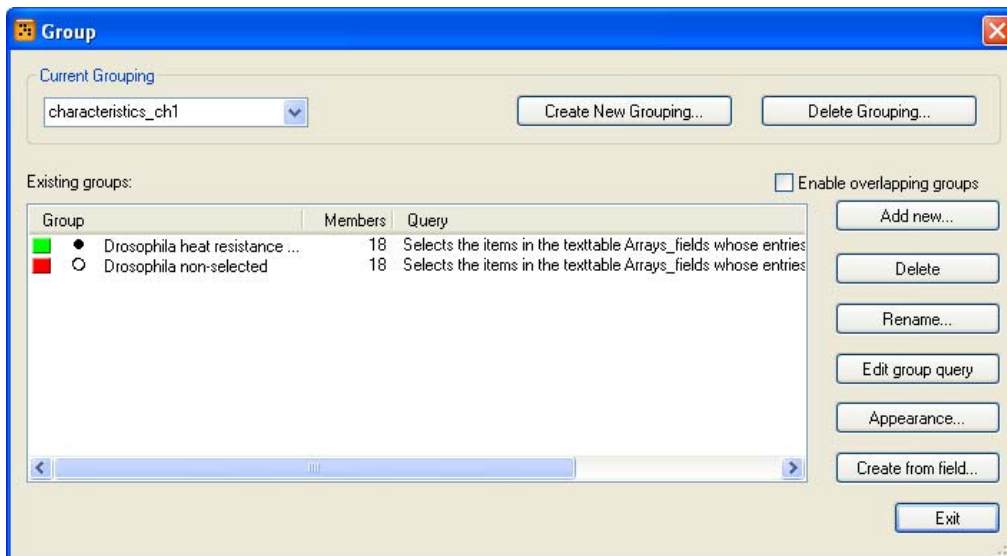 Group
Current Grouping
characteristics_ch1
Create New Grouping...
Delete Grouping...
Existing groups:
Enable overlapping groups
Group Members Query
Drosophila heat resistance ... 18 Selects the items in the texttable Arrays_fields whose entries
Drosophila non-selected 18 Selects the items in the texttable Arrays_fields whose entries
Add new...
Delete
Rename...
Edit group query
Appearance...
Create from field...
Exit